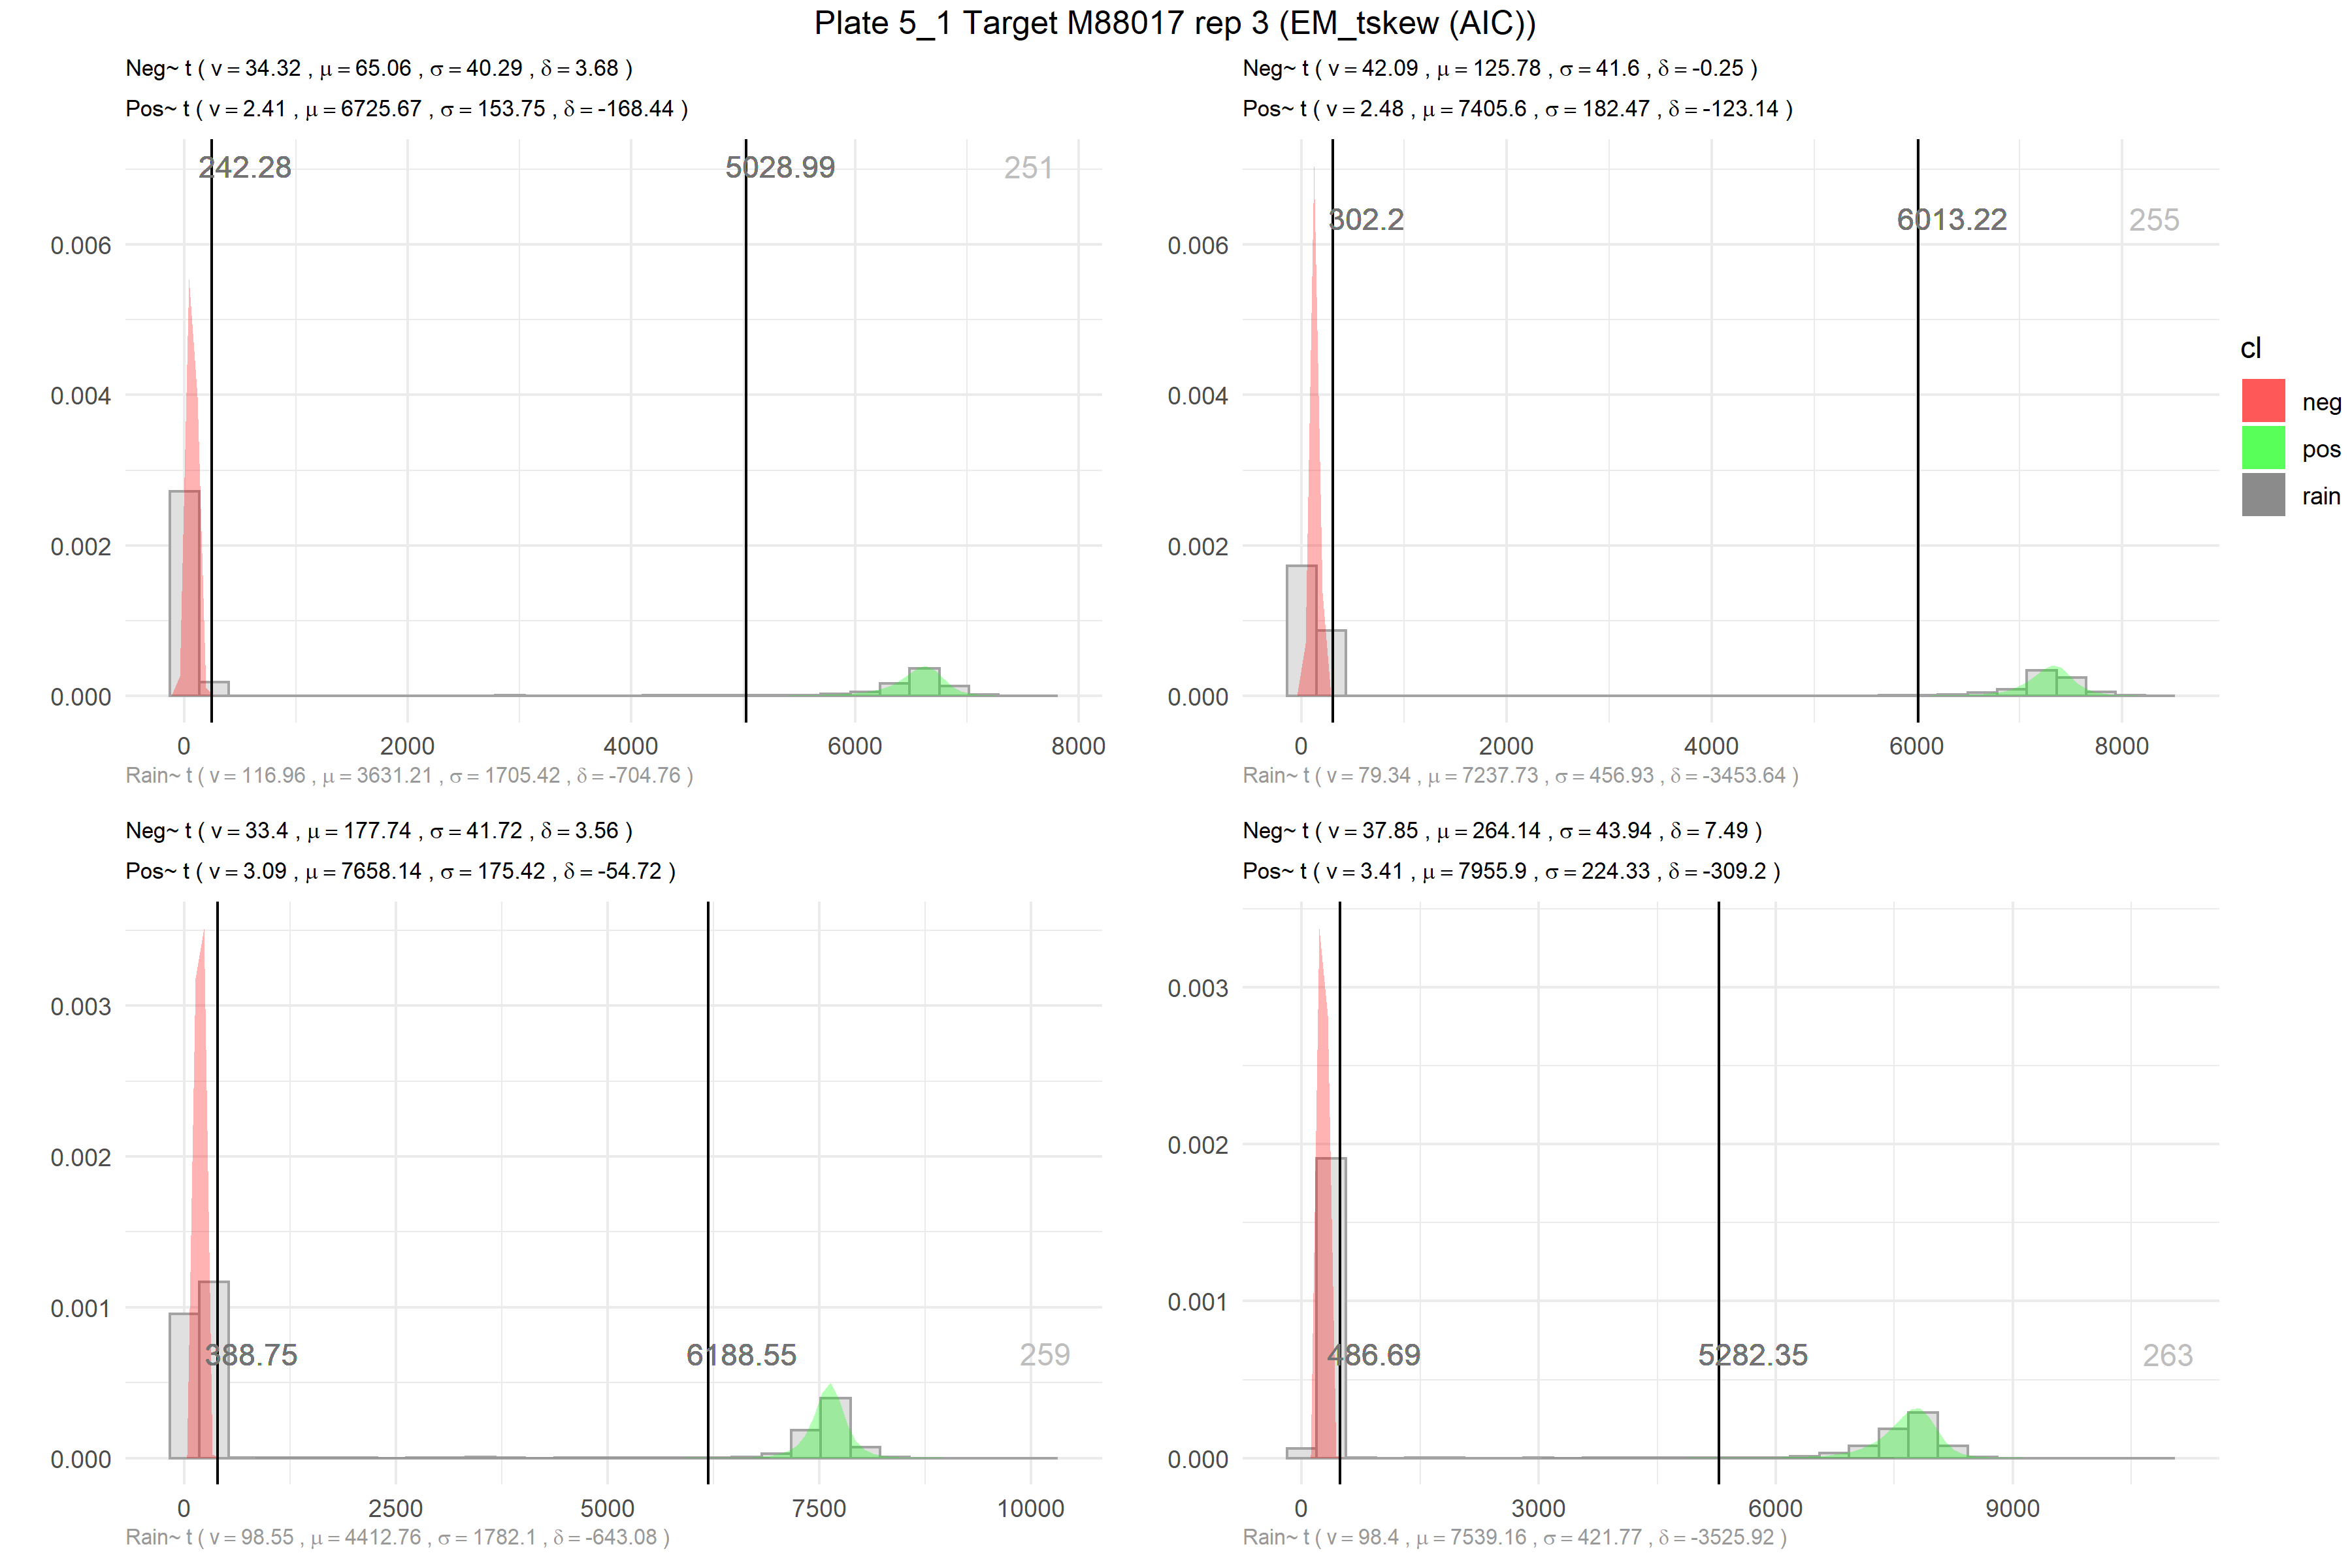 Plate 5_1 Target M88017 rep 3 (EM_tskew (AIC))
Neg~ t ( v = 34.32 , μ = 65.06 , σ = 40.29 , δ = 3.68 )
Pos~ t ( v = 2.41 , μ = 6725.67 , σ = 153.75 , δ = -168.44 )
242.28 5028.99 251
0.006
0.004
0.002
0.000
0 2000 4000 6000 8000
Rain~ t ( v = 116.96 , μ = 3631.21 , σ = 1705.42 , δ = -704.76 )
Neg~ t ( v = 42.09 , μ = 125.78 , σ = 41.6 , δ = -0.25 )
Pos~ t ( v = 2.48 , μ = 7405.6 , σ = 182.47 , δ = -123.14 )
302.2 6013.22 255
0.006
0.004
0.002
0.000
0 2000 4000 6000 8000
Rain~ t ( v = 79.34 , μ = 7237.73 , σ = 456.93 , δ = -3453.64 )
cl
neg
pos
rain
Neg~ t ( v = 33.4 , μ = 177.74 , σ = 41.72 , δ = 3.56 )
Pos~ t ( v = 3.09 , μ = 7658.14 , σ = 175.42 , δ = -54.72 )
0.003
0.002
0.001
388.75 6188.55 259
0.000
0 2500 5000 7500 10000
Rain~ t ( v = 98.55 , μ = 4412.76 , σ = 1782.1 , δ = -643.08 )
Neg~ t ( v = 37.85 , μ = 264.14 , σ = 43.94 , δ = 7.49 )
Pos~ t ( v = 3.41 , μ = 7955.9 , σ = 224.33 , δ = -309.2 )
0.003
0.002
0.001
486.69 5282.35 263
0.000
0 3000 6000 9000
Rain~ t ( v = 98.4 , μ = 7539.16 , σ = 421.77 , δ = -3525.92 )